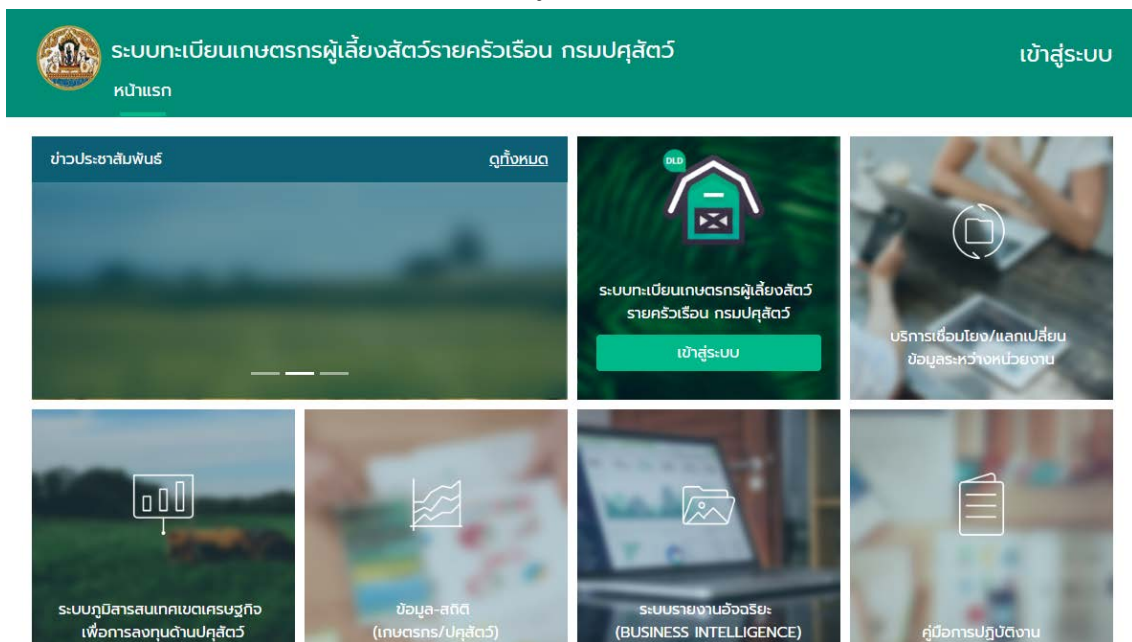 ระบบทะเบียนเกษตรกรผู้เลี้ยงสัตว์รายครัวเรือน กรมปศุสัตว์
เข้าสู่ระบบ
หน้าแรก
ข่าวประชาสัมพันธ์
ดูทั้งหมด
DLD
ระบบทะเบียนเกษตรกรผู้เลี้ยงสัตว์
รายครัวเรือน กรมปศุสัตว์
เข้าสู่ระบบ
บริการเชื่อมโยง/แลกเปลี่ยน
ข้อมูลระหว่างหน่วยงาน
ระบบภูมิสารสนเทศเขตเศรษฐกิจ
เพื่อการลงทุนด้านปศุสัตว์
ข้อมูล-สถิติ
(เกษตรกร/ปศุสัตว์)
ระบบรายงานอัจฉริยะ
(BUSINESS INTELLIGENCE)
คู่มือการปฏิบัติงาน